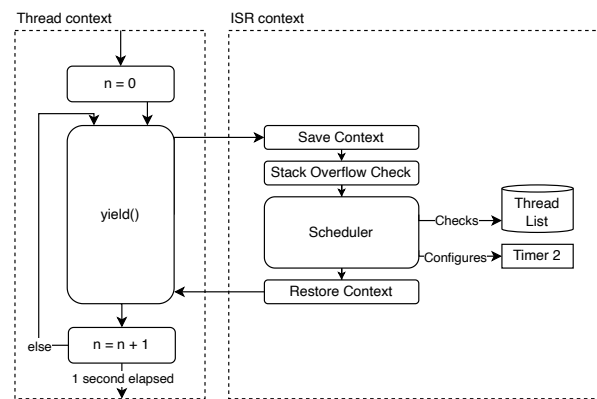 Thread context
ISR context
n = 0
Save Context
Stack Overflow Check
yield()
Scheduler
Checks
Thread
List
Configures
Timer 2
Restore Context
else
n = n + 1
1 second elapsed